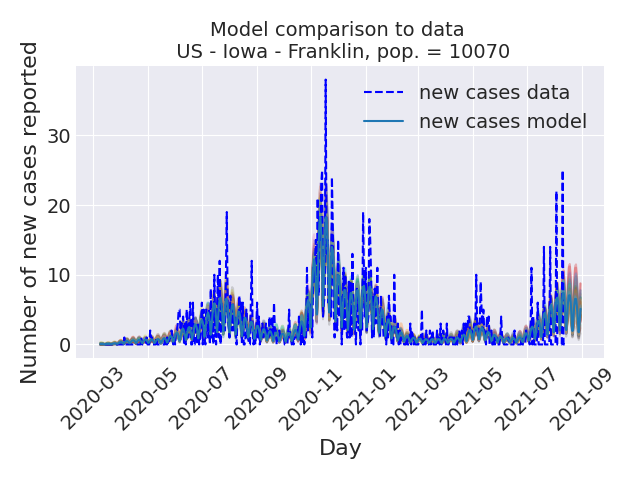 Model comparison to data
US - Iowa - Franklin, pop. = 10070
Number of new cases reported
new cases data
new cases model
30
20
10
0
2020-03
2020-05
2020-07
2020-09
2020-11
2021-01
2021-03
2021-05
2021-07
2021-09
Day